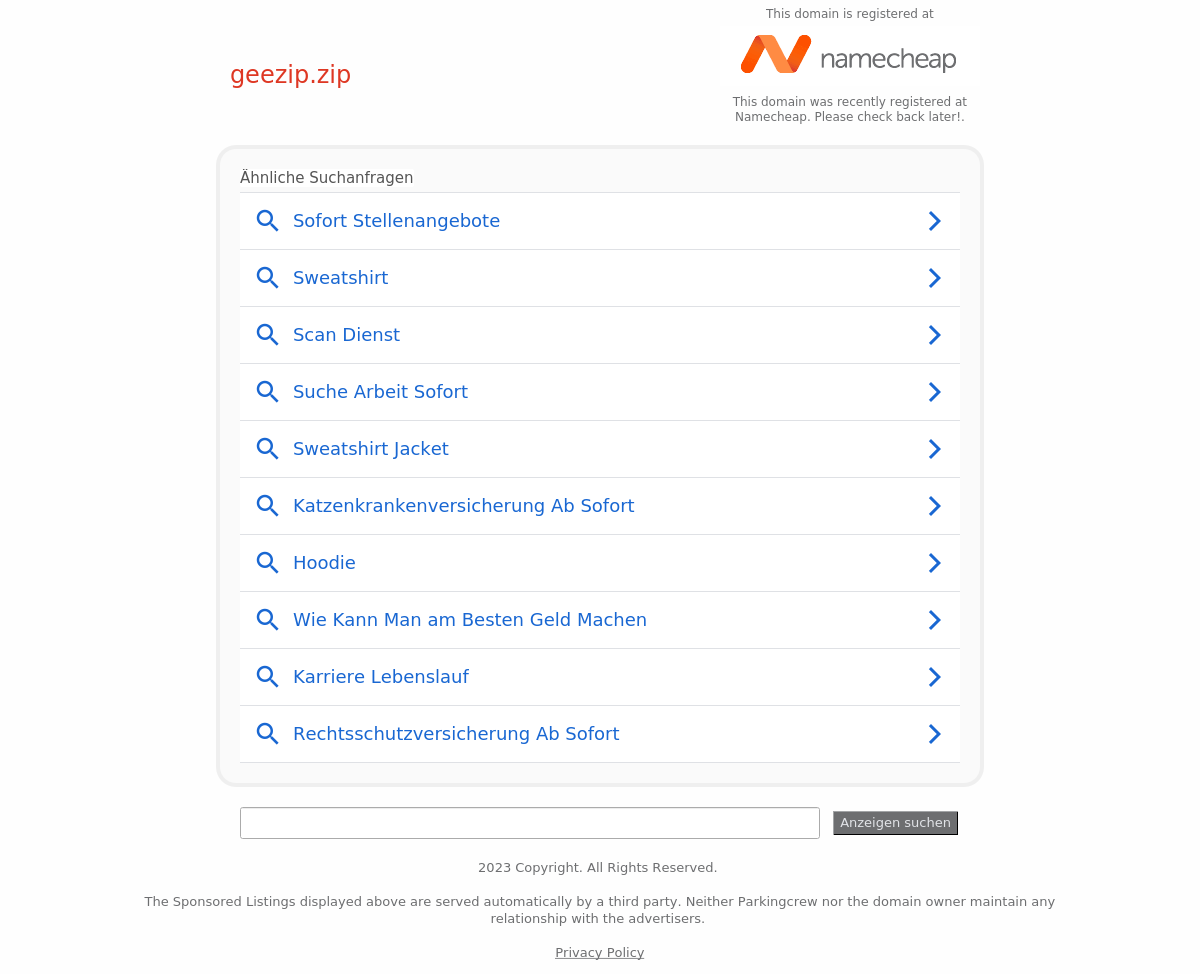 This domain is registered at
namecheap
geezip.zip
This domain was recently registered at
Namecheap. Please check back later!.
Ähnliche Suchanfragen
Sofort Stellenangebote
Sweatshirt
Scan Dienst
Suche Arbeit Sofort
Sweatshirt Jacket
Katzenkrankenversicherung Ab Sofort
Hoodie
Wie Kann Man am Besten Geld Machen
Karriere Lebenslauf
Rechtsschutzversicherung Ab Sofort
Anzeigen suchen
2023 Copyright. All Rights Reserved.
The Sponsored Listings displayed above are served automatically by a third party. Neither Parkingcrew nor the domain owner maintain any
relationship with the advertisers.
Privacy Policy